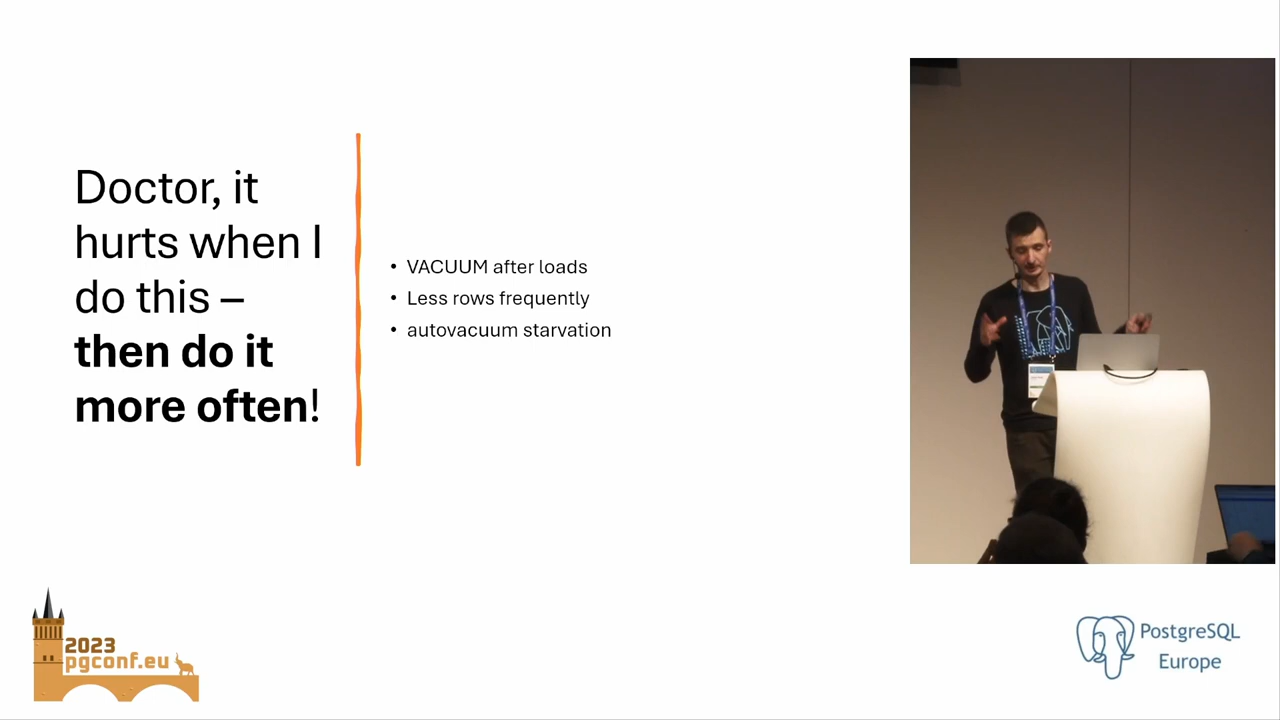 Doctor, it
hurts when I
do this –
then do it
more often!
• VACUUM after loads
• Less rows frequently
• autovacuum starvation
2023
pgconf.eu
PostgreSQL
Europe